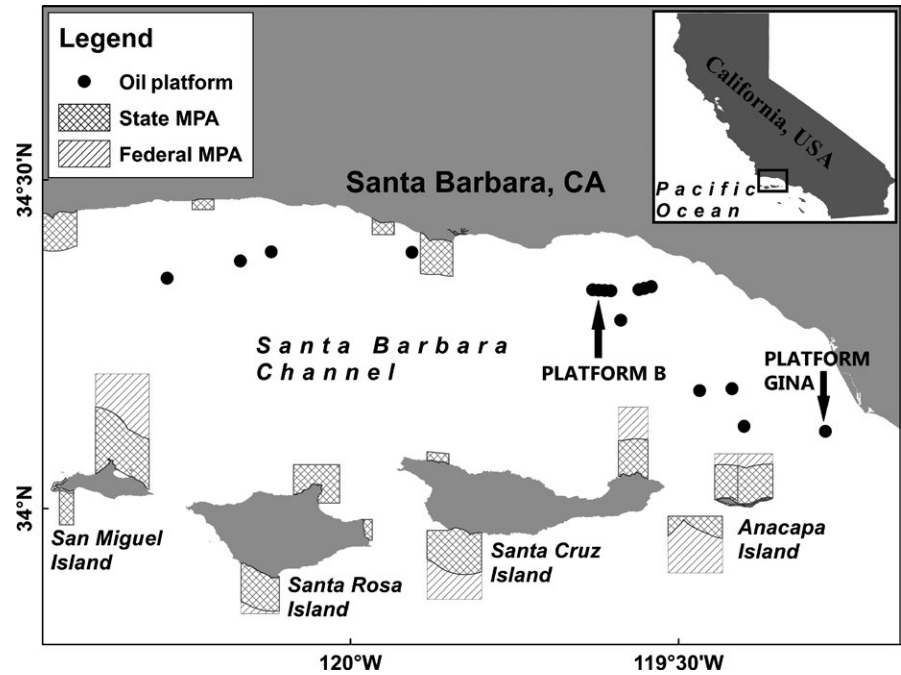 Legend
Oil platform
State MPA
Federal MPA
California, USA
Pacific
Ocean
34°30'N
Santa Barbara, CA
Santa Barbara
Channel
PLATFORM B
PLATFORM
GINA
34°N
San Miguel
Island
Santa Rosa
Island
Santa Cruz
Island
Anacapa
Island
120°W
119°30'W